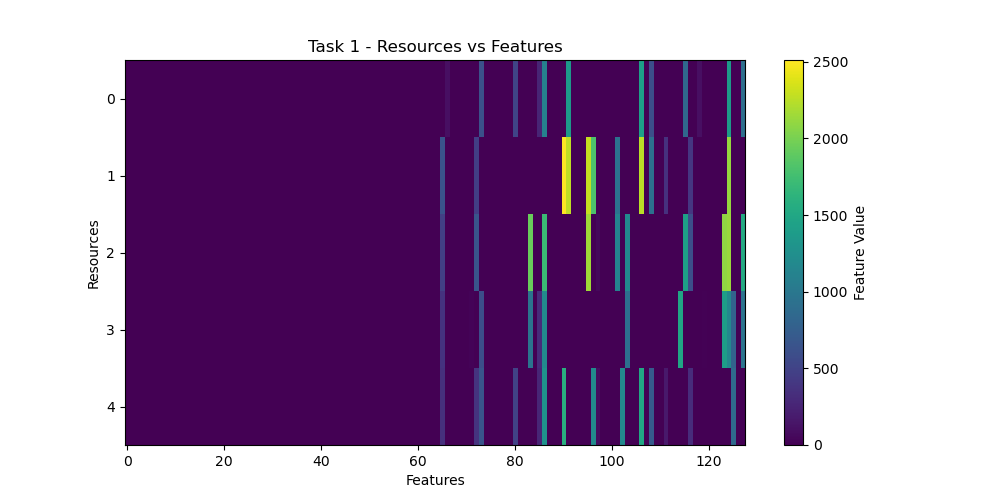 Task 1 - Resources vs Features
Resources
0
1
2
3
4
0 20 40 60 80 100 120
Features
2500
2000
1500
1000
500
0
Feature Value